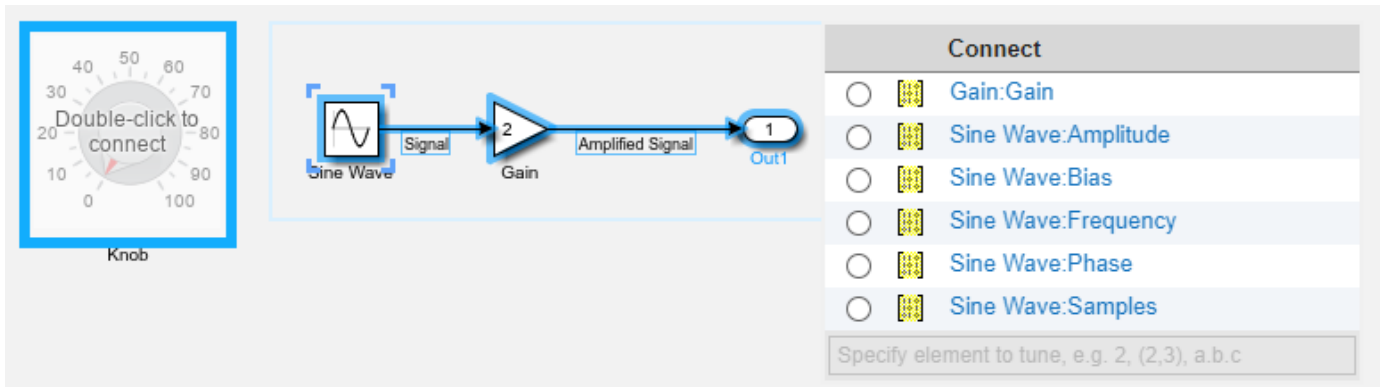 50
40
60
30
70
Double-click to
connect
20
80
10
90
0
100
Knob
Signal
2
Amplified Signal
1
Sine Wave
Gain
Out1
Connect
Gain:Gain
Sine Wave:Amplitude
Sine Wave:Bias
Sine Wave:Frequency
Sine Wave:Phase
Sine Wave:Samples
Specify element to tune, e.g. 2, (2,3), a.b.c